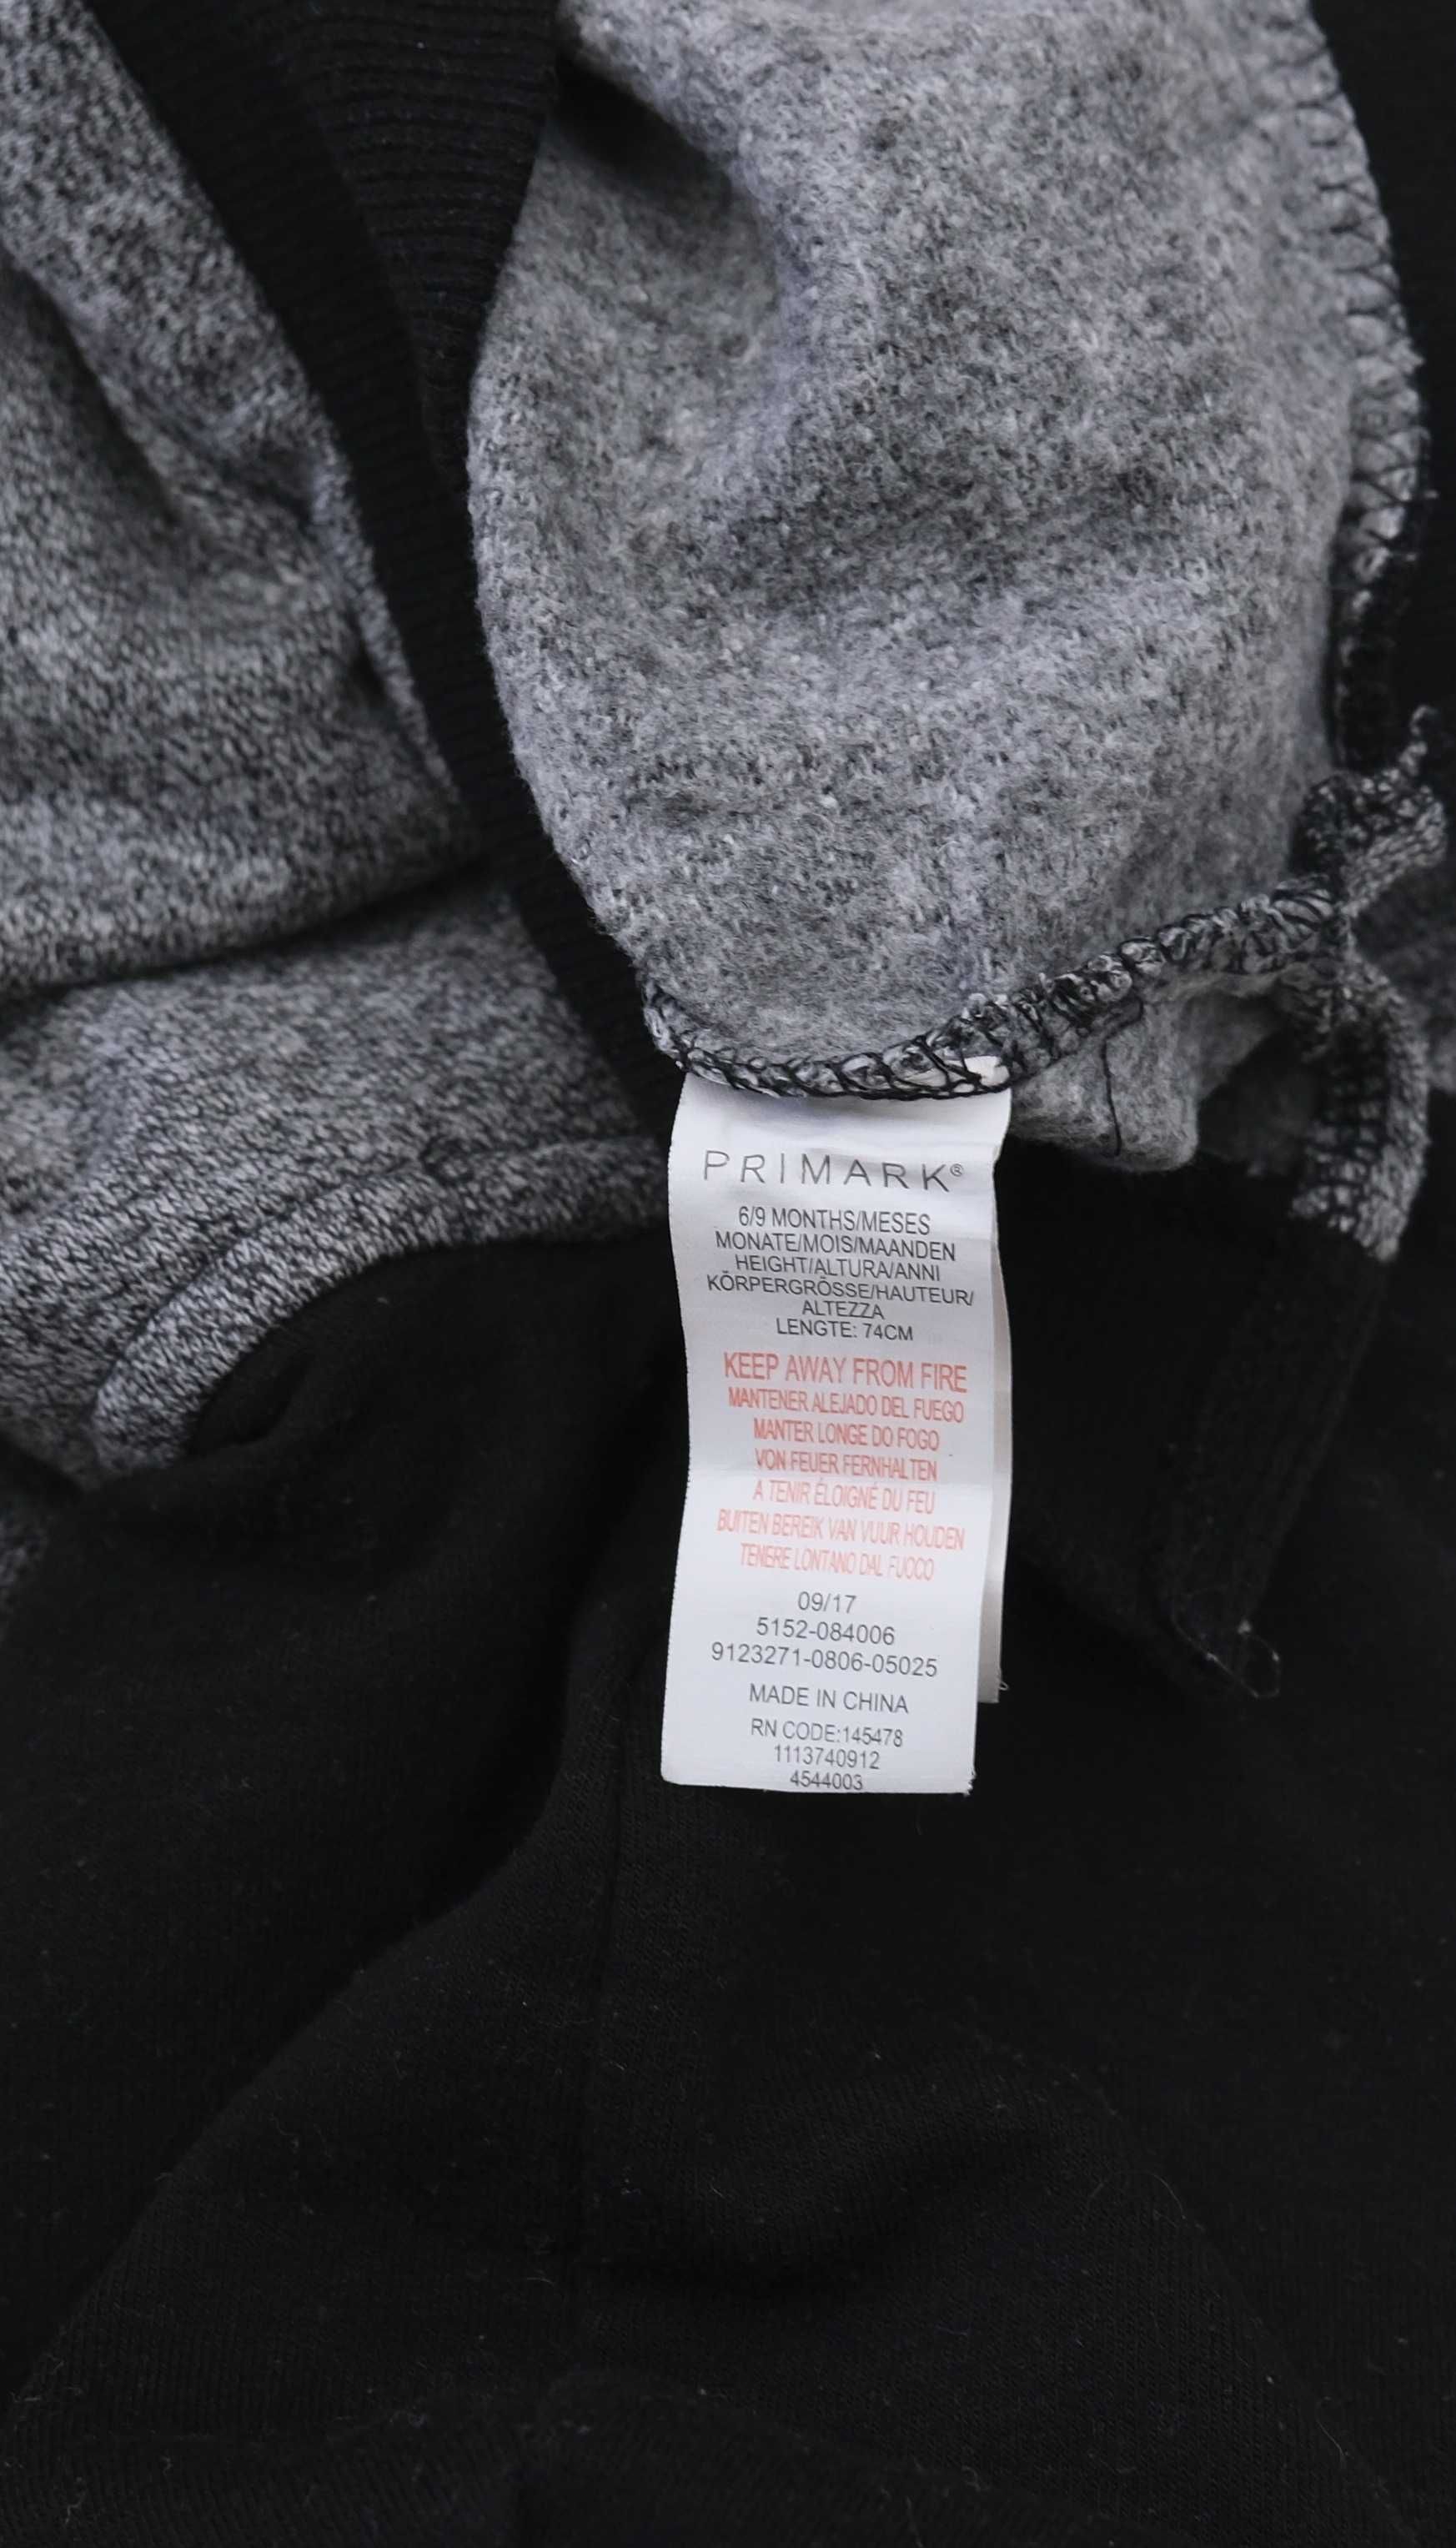 PRIMARK®
6/9 MONTHS/MESES
MONATE/MOIS/MAANDEN
HEIGHT/ALTURA/ANNI
KÖRPERGRÖSSE/HAUTEUR/
ALTEZZA
LENGTE: 74CM
KEEP AWAY FROM FIRE
MANTENER ALEJADO DEL FUEGO
MANTER LONGE DO FOGO
VON FEUER FERNHALTEN
A TENIR ÉLOIGNÉ DU FEU
BUITEN BEREIK VAN VUUR HOUDEN
TENERE LONTANO DAL FUOCO
09/17
5152-084006
9123271-0806-05025
MADE IN CHINA
RN CODE:145478
1113740912
4544003